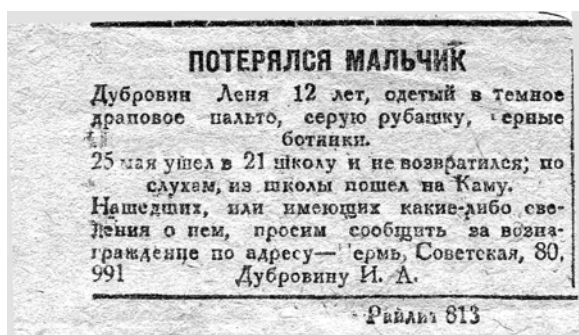 ПОТЕРЯЛСЯ МАЛЬЧИК
Дубровин Леня 12 лет, одетый в темное
драповое пальто, серую рубашку, черные
ботинки.
25 мая ушел в 21 школу и не возвратился; по
слухам, из школы пошел на Каму.
Нашедших, или имеющих какие-либо све-
дения о нем, просим сообщить за возна-
граждение по адресу—Пермь, Советская, 80,
991 Дубровину И. А.
Райлит 813